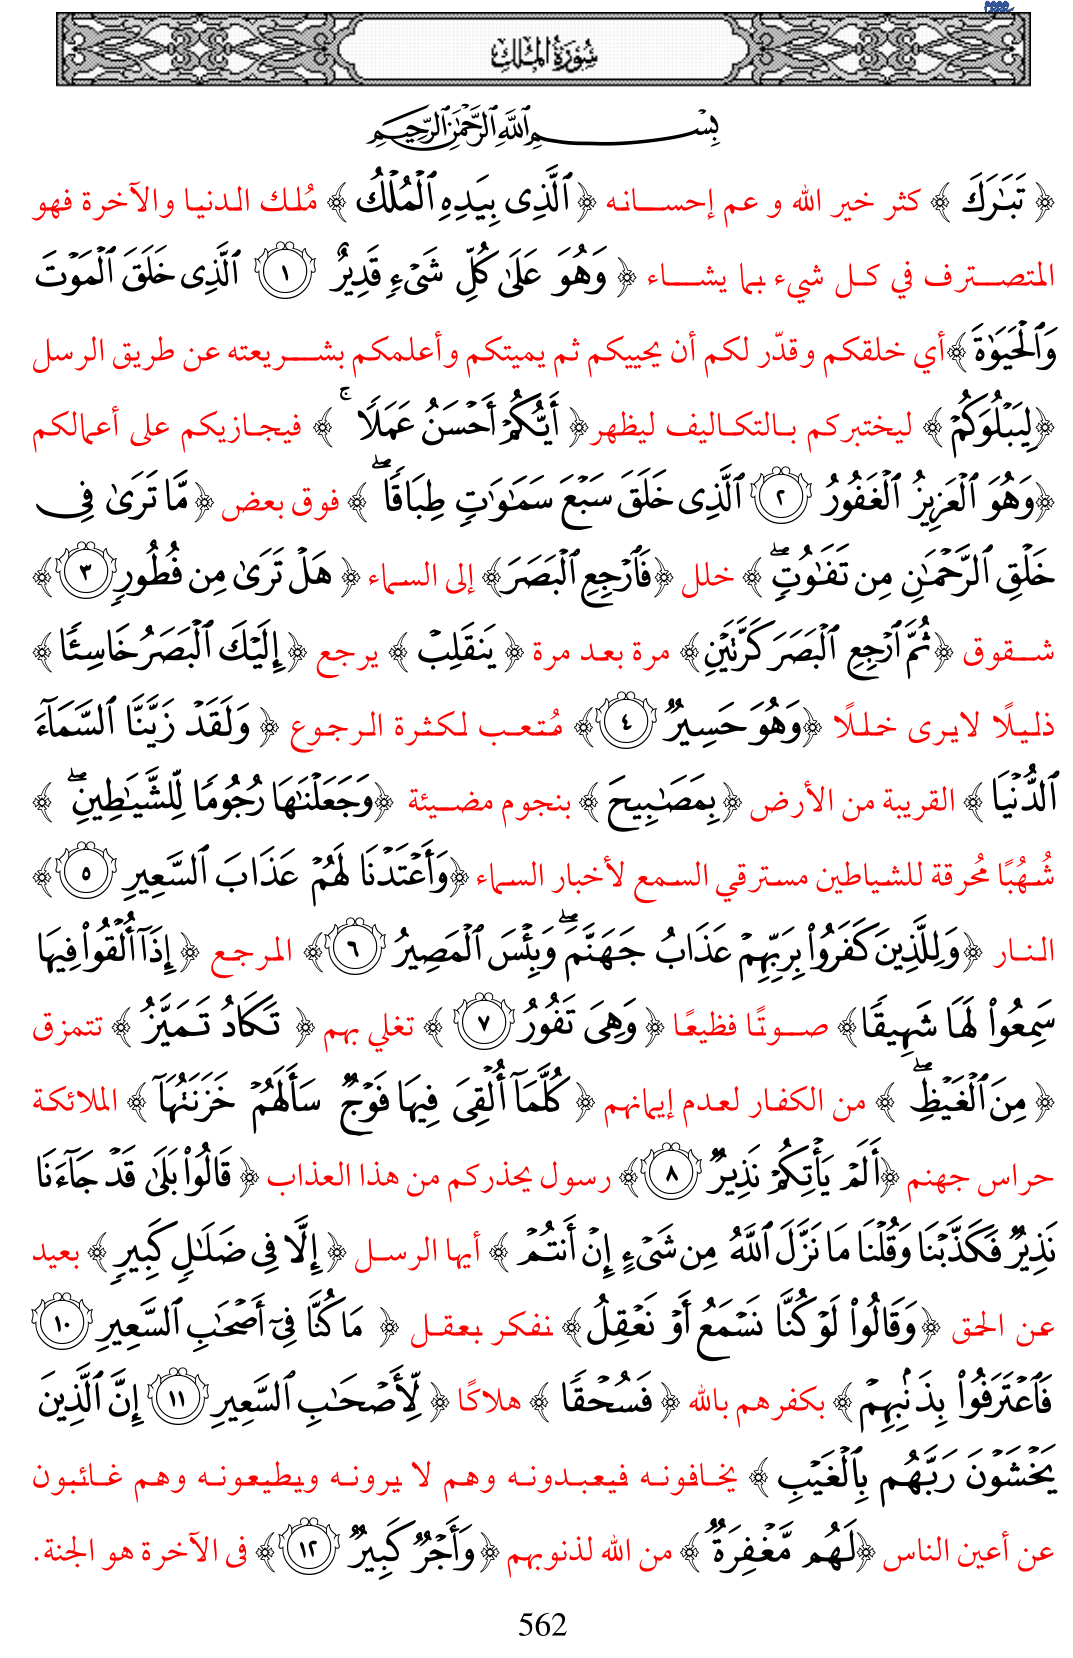 سُورَةُ المُلْكِ
بِسْمِ ٱللَّهِ ٱلرَّحْمَٰنِ ٱلرَّحِيمِ
﴿ تَبَٰرَكَ ﴾ كثر خير الله و عم إحسانه ﴿ ٱلَّذِى بِيَدِهِ ٱلْمُلْكُ ﴾ مُلك الدنيا والآخرة فهو
المتصترف في كل شيء بما يشاء ﴿ وَهُوَ عَلَىٰ كُلِّ شَىْءٍ قَدِيرٌ ١ ٱلَّذِى خَلَقَ ٱلْمَوْتَ
وَٱلْحَيَوٰةَ ﴾ أي خلقكم وقدّر لكم أن يحييكم ثم يميتكم وأعلمكم بشريعته عن طريق الرسل
﴿لِيَبْلُوَكُمْ ﴾ ليختبركم بالتكاليف ليظهر﴿ أَيُّكُمْ أَحْسَنُ عَمَلًا ۚ ﴾ فيجازيكم على أعمالكم
﴿وَهُوَ ٱلْعَزِيزُ ٱلْغَفُورُ ٢ ٱلَّذِى خَلَقَ سَبْعَ سَمَٰوَٰتٍ طِبَاقًا ۖ ﴾ فوق بعض ﴿ مَّا تَرَىٰ فِى
خَلْقِ ٱلرَّحْمَٰنِ مِن تَفَٰوُتٍ ۖ ﴾ خلل ﴿فَٱرْجِعِ ٱلْبَصَرَ﴾ إلى السماء ﴿ هَلْ تَرَىٰ مِن فُطُورٍ ٣ ﴾
شقوق ﴿ثُمَّ ٱرْجِعِ ٱلْبَصَرَ كَرَّتَيْنِ﴾ مرة بعد مرة ﴿ يَنقَلِبْ ﴾ يرجع ﴿ إِلَيْكَ ٱلْبَصَرُ خَاسِئًا ﴾
ذليلًا لايرى خللًا ﴿وَهُوَ حَسِيرٌ ٤ ﴾ مُتعب لكثرة الرجوع ﴿ وَلَقَدْ زَيَّنَّا ٱلسَّمَآءَ
ٱلدُّنْيَا ﴾ القريبة من الأرض ﴿ بِمَصَٰبِيحَ ﴾ بنجوم مضيئة ﴿وَجَعَلْنَٰهَا رُجُومًا لِّلشَّيَٰطِينِ ۖ ﴾
شُهُبًا مُحرقة للشياطين مسترقي السمع لأخبار السماء ﴿وَأَعْتَدْنَا لَهُمْ عَذَابَ ٱلسَّعِيرِ ٥ ﴾
النار ﴿وَلِلَّذِينَ كَفَرُوا۟ بِرَبِّهِمْ عَذَابُ جَهَنَّمَ ۖ وَبِئْسَ ٱلْمَصِيرُ ٦ ﴾ المرجع ﴿ إِذَآ أُلْقُوا۟ فِيهَا
سَمِعُوا۟ لَهَا شَهِيقًا﴾ صوتًا فظيعًا ﴿ وَهِىَ تَفُورُ ٧ ﴾ تغلي بهم ﴿ تَكَادُ تَمَيَّزُ ﴾ تتمزق
﴿ مِنَ ٱلْغَيْظِ ۖ ﴾ من الكفار لعدم إيمانهم ﴿ كُلَّمَآ أُلْقِىَ فِيهَا فَوْجٌ سَأَلَهُمْ خَزَنَتُهَآ ﴾ الملائكة
حراس جهنم ﴿أَلَمْ يَأْتِكُمْ نَذِيرٌ ٨ ﴾ رسول يحذركم من هذا العذاب ﴿ قَالُوا۟ بَلَىٰ قَدْ جَآءَنَا
نَذِيرٌ فَكَذَّبْنَا وَقُلْنَا مَا نَزَّلَ ٱللَّهُ مِن شَىْءٍ إِنْ أَنتُمْ ﴾ أيها الرسل ﴿ إِلَّا فِى ضَلَٰلٍ كَبِيرٍ ﴾ بعيد
عن الحق ﴿وَقَالُوا۟ لَوْ كُنَّا نَسْمَعُ أَوْ نَعْقِلُ﴾ نفكر بعقل ﴿ مَا كُنَّا فِىٓ أَصْحَٰبِ ٱلسَّعِيرِ ١٠
فَٱعْتَرَفُوا۟ بِذَنۢبِهِمْ ﴾ بكفرهم بالله ﴿ فَسُحْقًا ﴾ هلاكًا ﴿ لِّأَصْحَٰبِ ٱلسَّعِيرِ ١١ إِنَّ ٱلَّذِينَ
يَخْشَوْنَ رَبَّهُم بِٱلْغَيْبِ ﴾ يخافونه فيعبدونه وهم لا يرونه ويطيعونه وهم غائبون
عن أعين الناس ﴿لَهُم مَّغْفِرَةٌ ﴾ من الله لذنوبهم ﴿وَأَجْرٌ كَبِيرٌ ١٢ ﴾ فى الآخرة هو الجنة.
562